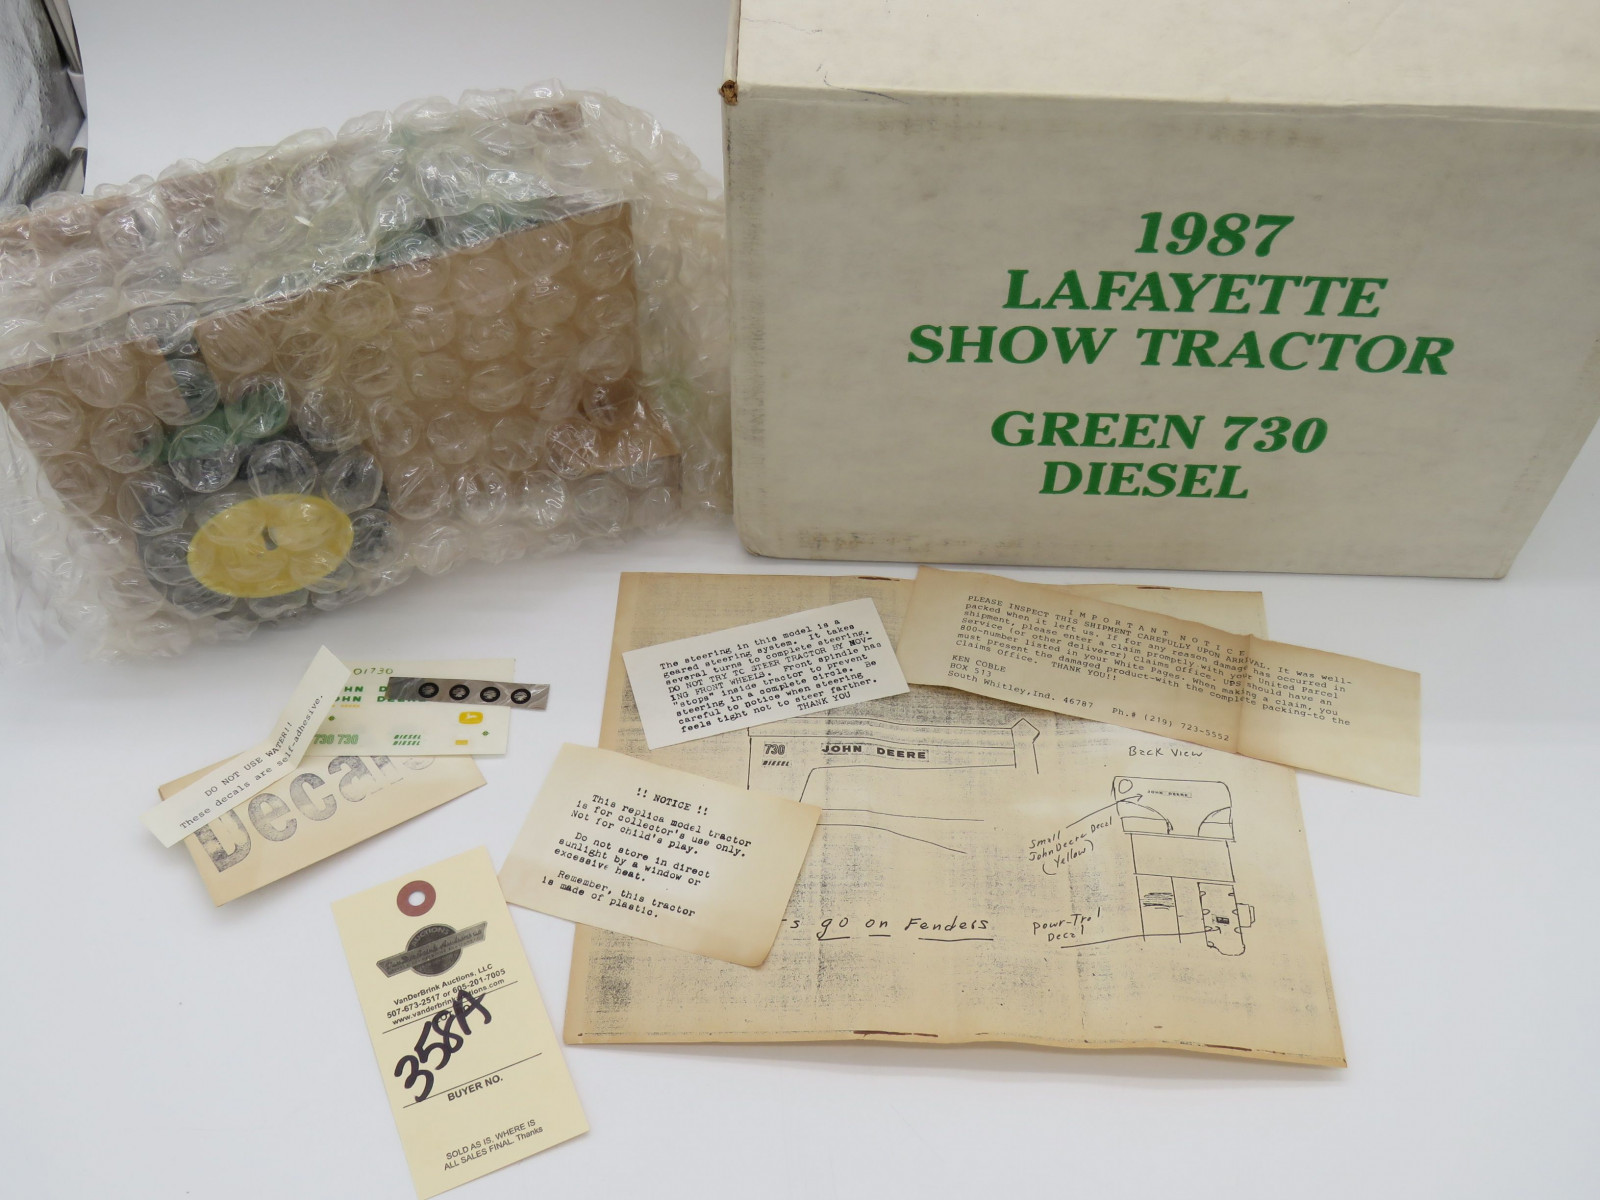 1987
LAFAYETTE
SHOW TRACTOR
GREEN 730
DIESEL
I M P O R T A N T   N O T I C E
PLEASE INSPECT THIS SHIPMENT CAREFULLY UPON ARRIVAL. It was well-
packed when it left us. If for any reason damage has occurred in
shipment, please enter a claim promptly with your United Parcel
Service (or other listed deliverer) Claims Office. UPS should have an
800-number listed in your White Pages. When making a claim, you
must present the damaged product-with the complete packing-to the
claims office. THANK YOU!!
KEN COBLE
BOX 513
South Whitley, Ind. 46787 Ph.# (219) 723-5552
The steering in this model is a
geared steering system. It takes
several turns to complete steering.
DO NOT TRY TO STEER TRACTOR BY MOV-
ING FRONT WHEELS. Front spindle has
"stops" inside tractor to prevent
steering in a complete circle. Be
careful to notice when steering
feels tight not to steer farther.
THANK YOU
730
DIESEL
JOHN DEERE
Back View
JOHN DEERE
Small
John Deere Decal
(Yellow)
Powr-Trol
Decal
s go on Fenders
!! NOTICE !!
This replica model tractor
is for collector's use only.
Not for child's play.
Do not store in direct
sunlight by a window or
excessive heat.
Remember, this tractor
is made of plastic.
730
HN DEERE
OHN DEERE
730 730
DIESEL
DIESEL
DO NOT USE WATER!!
These decals are self-adhesive.
Decals
VanDerBrink Auctions
VanDerBrink Auctions, LLC
507-673-2517 or 605-201-7005
www.vanderbrinkauctions.com
358A
BUYER NO.
SOLD AS IS, WHERE IS
ALL SALES FINAL. Thanks